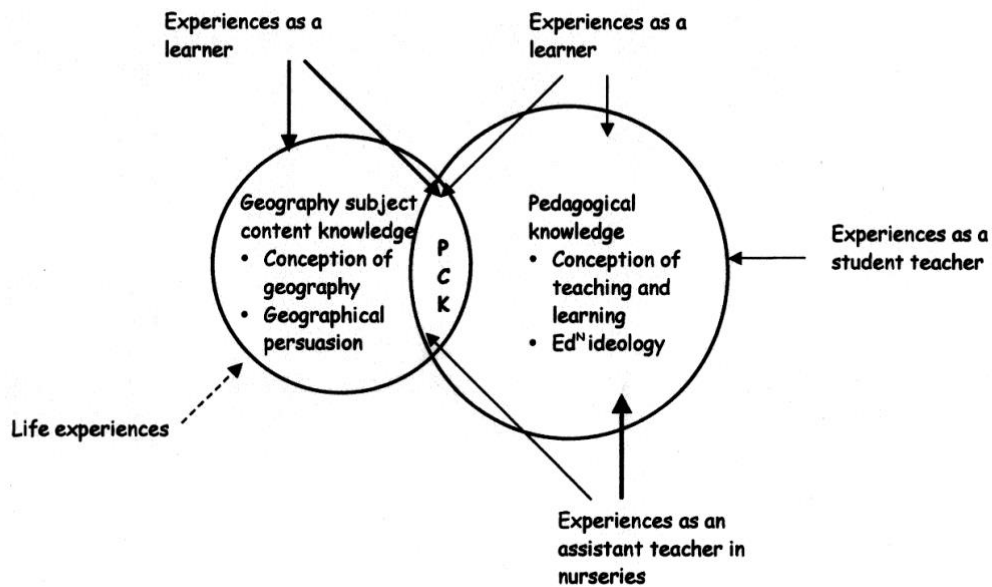 Experiences as a
learner
Experiences as a
learner
Geography subject
content knowledge
• Conception of
geography
• Geographical
persuasion
P
C
K
Pedagogical
knowledge
• Conception of
teaching and
learning
• Edᴺ ideology
Experiences as a
student teacher
Life experiences
Experiences as an
assistant teacher in
nurseries